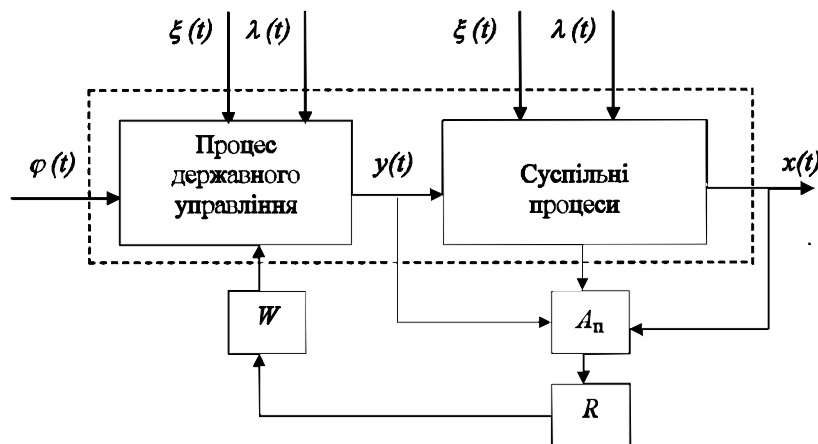 ξ(t) λ(t) ξ(t) λ(t)
φ(t)
Процес
державного
управління
y(t)
Суспільні
процеси
x(t)
W
Aп
R